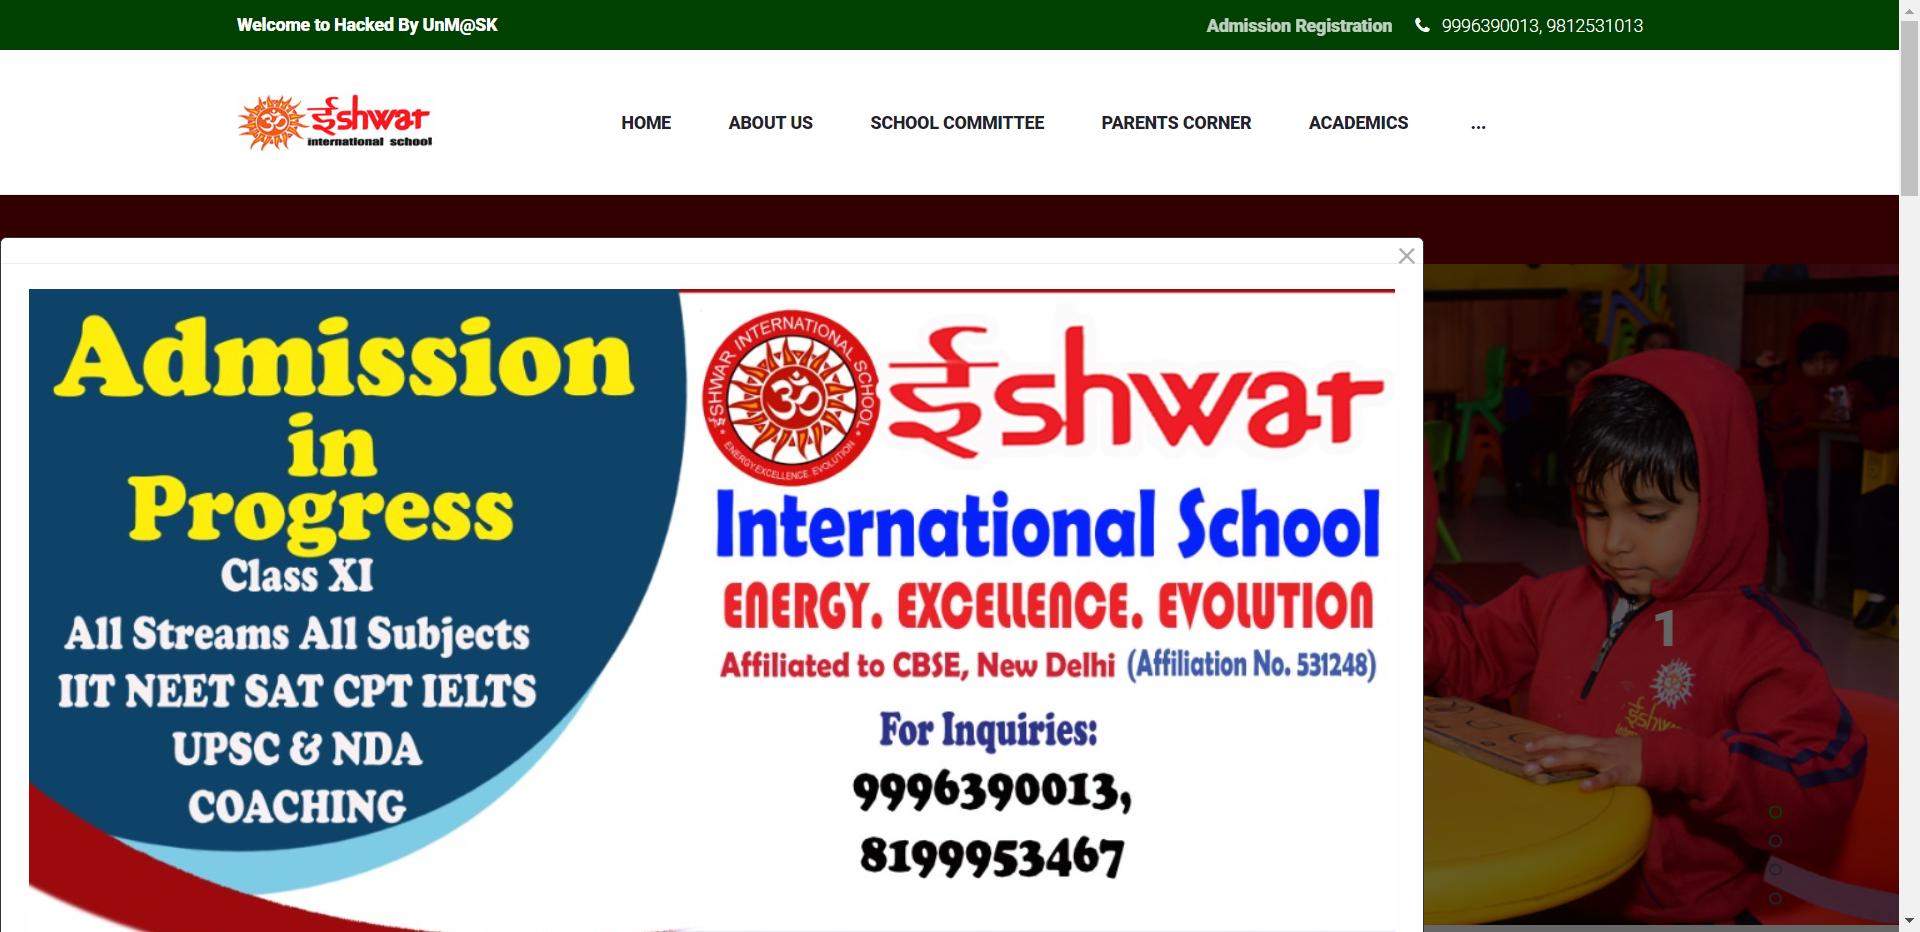 Welcome to Hacked By UnM@SK
Admission Registration
9996390013, 9812531013
ईshwar
international school
HOME
ABOUT US
SCHOOL COMMITTEE
PARENTS CORNER
ACADEMICS
...
Admission
in
Progress
Class XI
All Streams All Subjects
IIT NEET SAT CPT IELTS
UPSC & NDA
COACHING
ईSHWAR INTERNATIONAL SCHOOL
ENERGY.EXCELLENCE. EVOLUTION
ईshwar
International School
ENERGY. EXCELLENCE. EVOLUTION
Affiliated to CBSE, New Delhi (Affiliation No. 531248)
For Inquiries:
9996390013,
8199953467
1
ईshwar